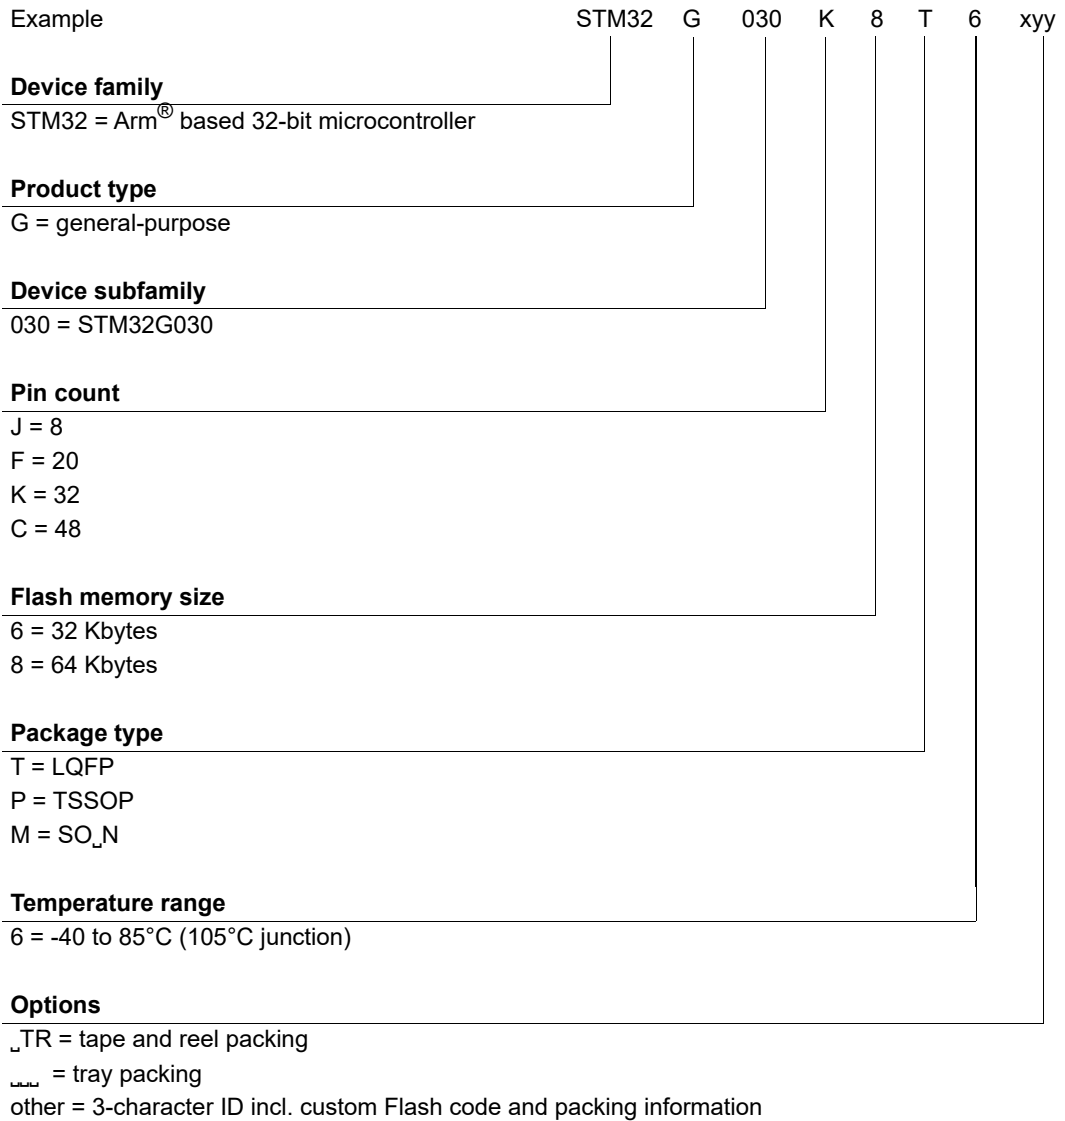 Example STM32 G 030 K 8 T 6 xyy
Device family
STM32 = Arm® based 32-bit microcontroller
Product type
G = general-purpose
Device subfamily
030 = STM32G030
Pin count
J = 8
F = 20
K = 32
C = 48
Flash memory size
6 = 32 Kbytes
8 = 64 Kbytes
Package type
T = LQFP
P = TSSOP
M = SO␣N
Temperature range
6 = -40 to 85°C (105°C junction)
Options
␣TR = tape and reel packing
␣␣␣ = tray packing
other = 3-character ID incl. custom Flash code and packing information